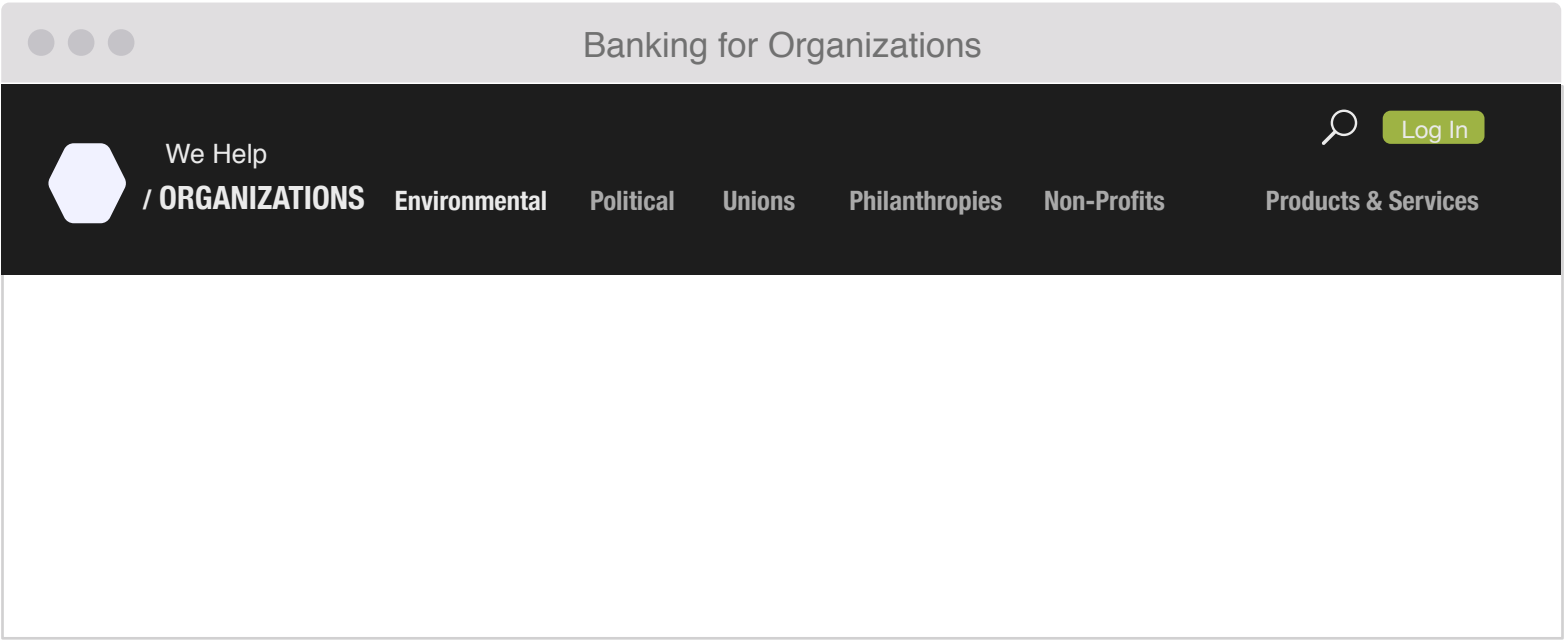 Banking for Organizations
Log In
We Help
/ ORGANIZATIONS Environmental Political Unions Philanthropies Non-Profits Products & Services